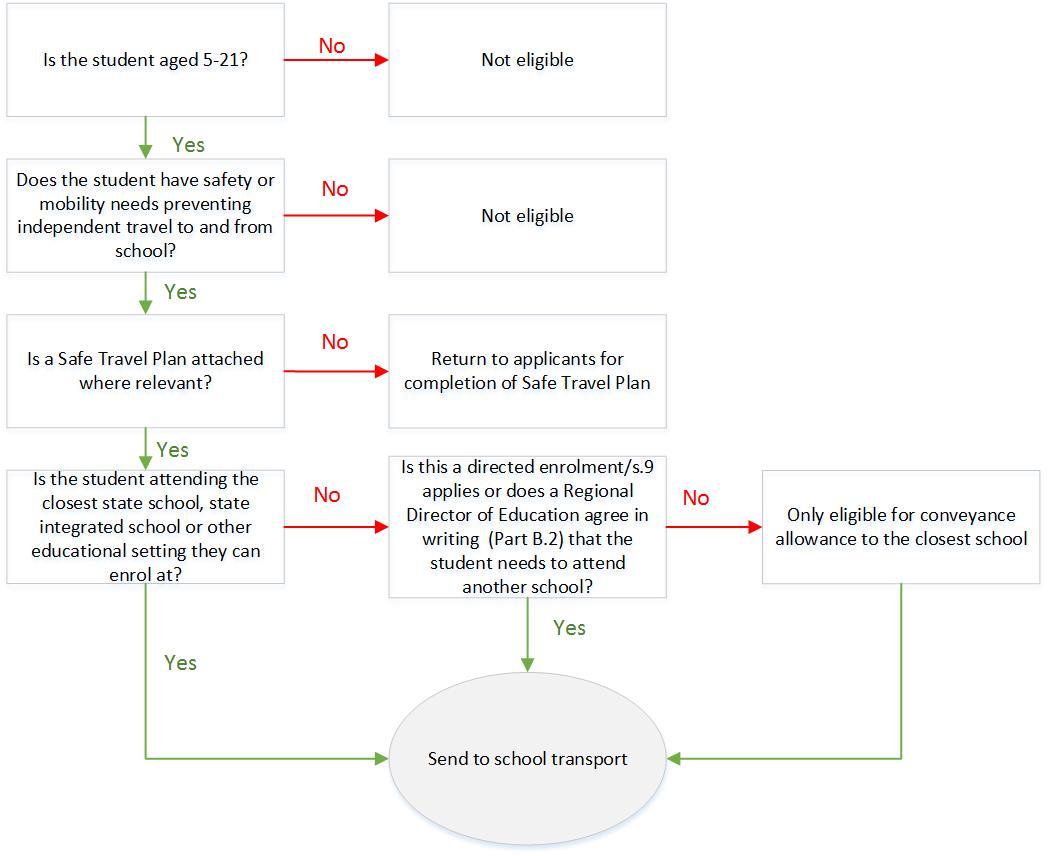 Is the student aged 5-21?
No
Not eligible
Yes
Does the student have safety or
mobility needs preventing
independent travel to and from
school?
No
Not eligible
Yes
Is a Safe Travel Plan attached
where relevant?
No
Return to applicants for
completion of Safe Travel Plan
Yes
Is the student attending the
closest state school, state
integrated school or other
educational setting they can
enrol at?
No
Is this a directed enrolment/s.9
applies or does a Regional
Director of Education agree in
writing  (Part B.2) that the
student needs to attend
another school?
No
Only eligible for conveyance
allowance to the closest school
Yes
Yes
Send to school transport